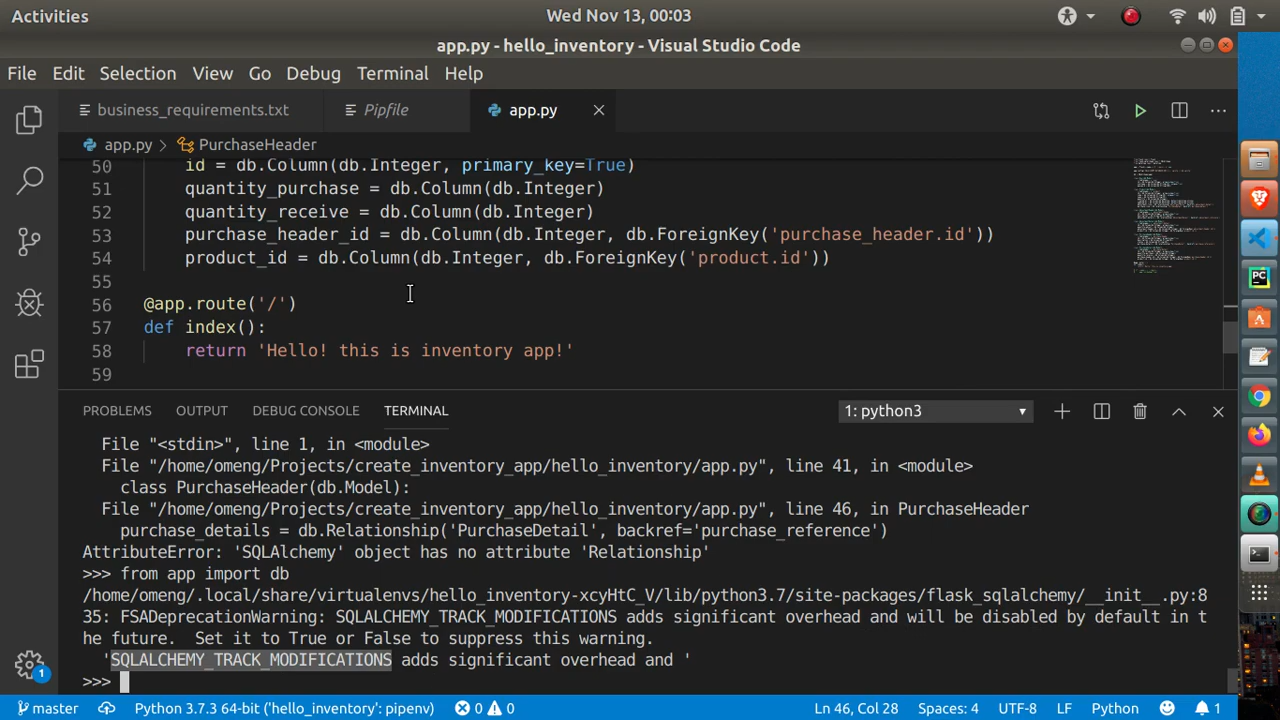 Activities
Wed Nov 13, 00:03
app.py - hello_inventory - Visual Studio Code
File Edit Selection View Go Debug Terminal Help
business_requirements.txt Pipfile app.py
app.py › PurchaseHeader
50 id = db.Column(db.Integer, primary_key=True)
51 quantity_purchase = db.Column(db.Integer)
52 quantity_receive = db.Column(db.Integer)
53 purchase_header_id = db.Column(db.Integer, db.ForeignKey('purchase_header.id'))
54 product_id = db.Column(db.Integer, db.ForeignKey('product.id'))
55
56 @app.route('/')
57 def index():
58 return 'Hello! this is inventory app!'
59
PROBLEMS OUTPUT DEBUG CONSOLE TERMINAL 1: python3
File "<stdin>", line 1, in <module>
File "/home/omeng/Projects/create_inventory_app/hello_inventory/app.py", line 41, in <module>
class PurchaseHeader(db.Model):
File "/home/omeng/Projects/create_inventory_app/hello_inventory/app.py", line 46, in PurchaseHeader
purchase_details = db.Relationship('PurchaseDetail', backref='purchase_reference')
AttributeError: 'SQLAlchemy' object has no attribute 'Relationship'
>>> from app import db
/home/omeng/.local/share/virtualenvs/hello_inventory-xcyHtC_V/lib/python3.7/site-packages/flask_sqlalchemy/__init__.py:8
35: FSADeprecationWarning: SQLALCHEMY_TRACK_MODIFICATIONS adds significant overhead and will be disabled by default in t
he future.  Set it to True or False to suppress this warning.
'SQLALCHEMY_TRACK_MODIFICATIONS adds significant overhead and '
>>>
master Python 3.7.3 64-bit ('hello_inventory': pipenv) 0 0 Ln 46, Col 28 Spaces: 4 UTF-8 LF Python 1
1